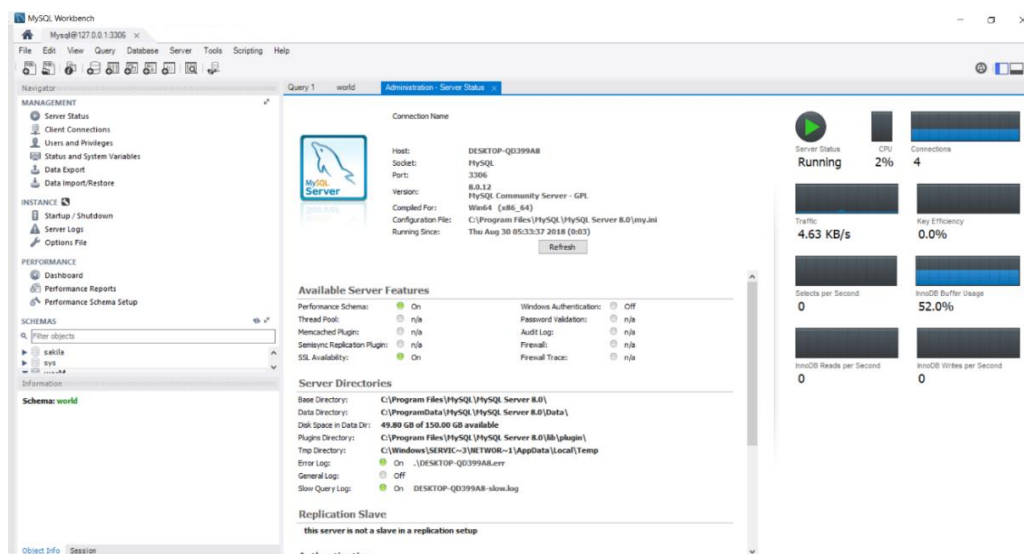 MySQL Workbench
Mysql@127.0.0.1:3306 ×
File Edit View Query Database Server Tools Scripting Help
Navigator
MANAGEMENT
Server Status
Client Connections
Users and Privileges
Status and System Variables
Data Export
Data Import/Restore
INSTANCE
Startup / Shutdown
Server Logs
Options File
PERFORMANCE
Dashboard
Performance Reports
Performance Schema Setup
SCHEMAS
Filter objects
sakila
sys
world
Information
Schema: world
Object Info Session
Query 1 world Administration - Server Status ×
MySQL
Server
Connection Name
Host: DESKTOP-QD399A8
Socket: MySQL
Port: 3306
Version: 8.0.12
MySQL Community Server - GPL
Compiled For: Win64 (x86_64)
Configuration File: C:\Program Files\MySQL\MySQL Server 8.0\my.ini
Running Since: Thu Aug 30 05:33:37 2018 (0:03)
Refresh
Available Server Features
Performance Schema: On Windows Authentication: Off
Thread Pool: n/a Password Validation: n/a
Memcached Plugin: n/a Audit Log: n/a
Semisync Replication Plugin: n/a Firewall: n/a
SSL Availability: On Firewall Trace: n/a
Server Directories
Base Directory: C:\Program Files\MySQL\MySQL Server 8.0\
Data Directory: C:\ProgramData\MySQL\MySQL Server 8.0\Data\
Disk Space in Data Dir: 49.80 GB of 150.00 GB available
Plugins Directory: C:\Program Files\MySQL\MySQL Server 8.0\lib\plugin\
Tmp Directory: C:\Windows\SERVIC~3\NETWOR~1\AppData\Local\Temp
Error Log: On .\DESKTOP-QD399A8.err
General Log: Off
Slow Query Log: On DESKTOP-QD399A8-slow.log
Replication Slave
this server is not a slave in a replication setup
Server Status CPU Connections
Running 2% 4
Traffic Key Efficiency
4.63 KB/s 0.0%
Selects per Second InnoDB Buffer Usage
0 52.0%
InnoDB Reads per Second InnoDB Writes per Second
0 0